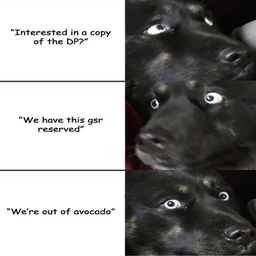 "Interested in a copy
of the DP?"
"We have this gsr
reserved"
"We're out of avocado"